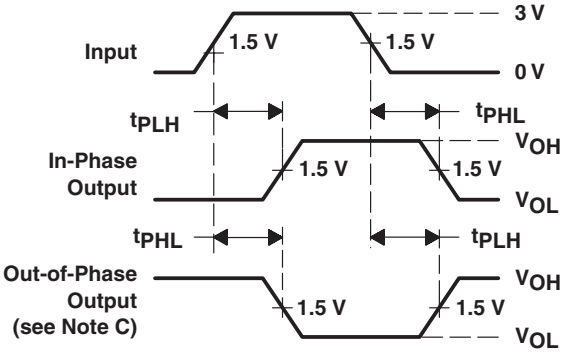 3 V
Input
1.5 V
1.5 V
0 V
tPLH
tPHL
VOH
In-Phase
Output
1.5 V
1.5 V
VOL
tPHL
tPLH
Out-of-Phase
Output
(see Note C)
VOH
1.5 V
1.5 V
VOL